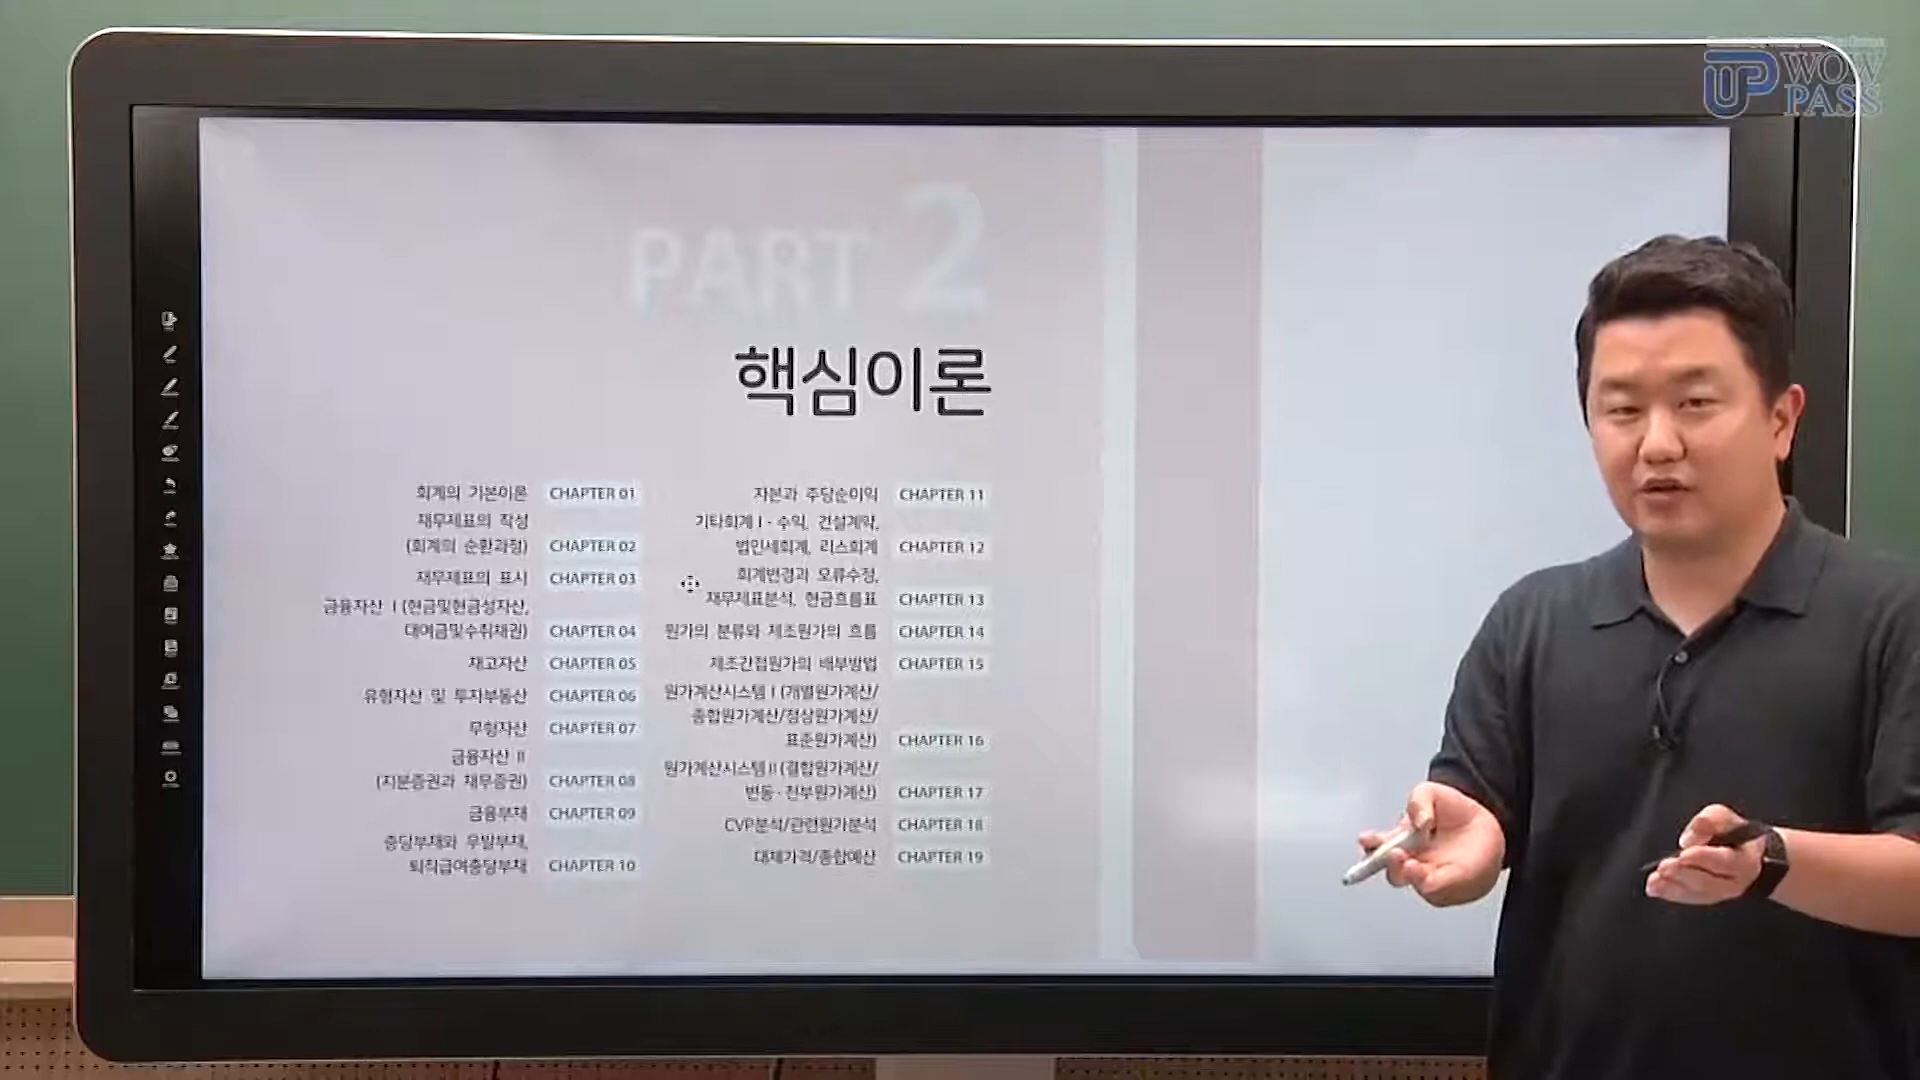 WOW
PASS
PART 2
핵심이론
회계의 기본이론 CHAPTER 01
재무제표의 작성
(회계의 순환과정) CHAPTER 02
재무제표의 표시 CHAPTER 03
금융자산 Ⅰ (현금및현금성자산,
대여금및수취채권) CHAPTER 04
재고자산 CHAPTER 05
유형자산 및 투자부동산 CHAPTER 06
무형자산 CHAPTER 07
금융자산 Ⅱ
(지분증권과 채무증권) CHAPTER 08
금융부채 CHAPTER 09
충당부채와 우발부채,
퇴직급여충당부채 CHAPTER 10
자본과 주당순이익 CHAPTER 11
기타회계 Ⅰ - 수익, 건설계약,
법인세회계, 리스회계 CHAPTER 12
회계변경과 오류수정,
재무제표분석, 현금흐름표 CHAPTER 13
원가의 분류와 제조원가의 흐름 CHAPTER 14
제조간접원가의 배부방법 CHAPTER 15
원가계산시스템 Ⅰ (개별원가계산/
종합원가계산/정상원가계산/
표준원가계산) CHAPTER 16
원가계산시스템 Ⅱ (결합원가계산/
변동·전부원가계산) CHAPTER 17
CVP분석/관련원가분석 CHAPTER 18
대체가격/종합예산 CHAPTER 19